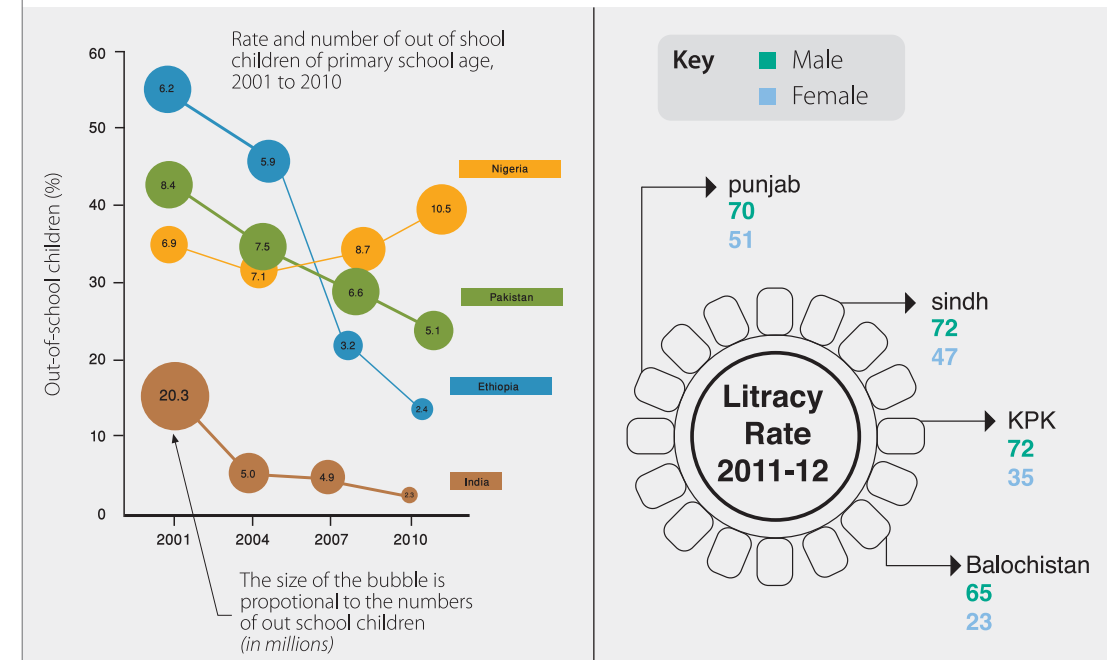 Rate and number of out of shool
children of primary school age,
2001 to 2010
Out-of-school children (%)
60
50
40
30
20
10
0
2001
2004
2007
2010
6.2
5.9
3.2
2.4
8.4
7.5
6.6
5.1
6.9
7.1
8.7
10.5
20.3
5.0
4.9
2.3
Nigeria
Pakistan
Ethiopia
India
The size of the bubble is
propotional to the numbers
of out school children
(in millions)
Key
Male
Female
punjab
70
51
sindh
72
47
KPK
72
35
Balochistan
65
23
Litracy
Rate
2011-12